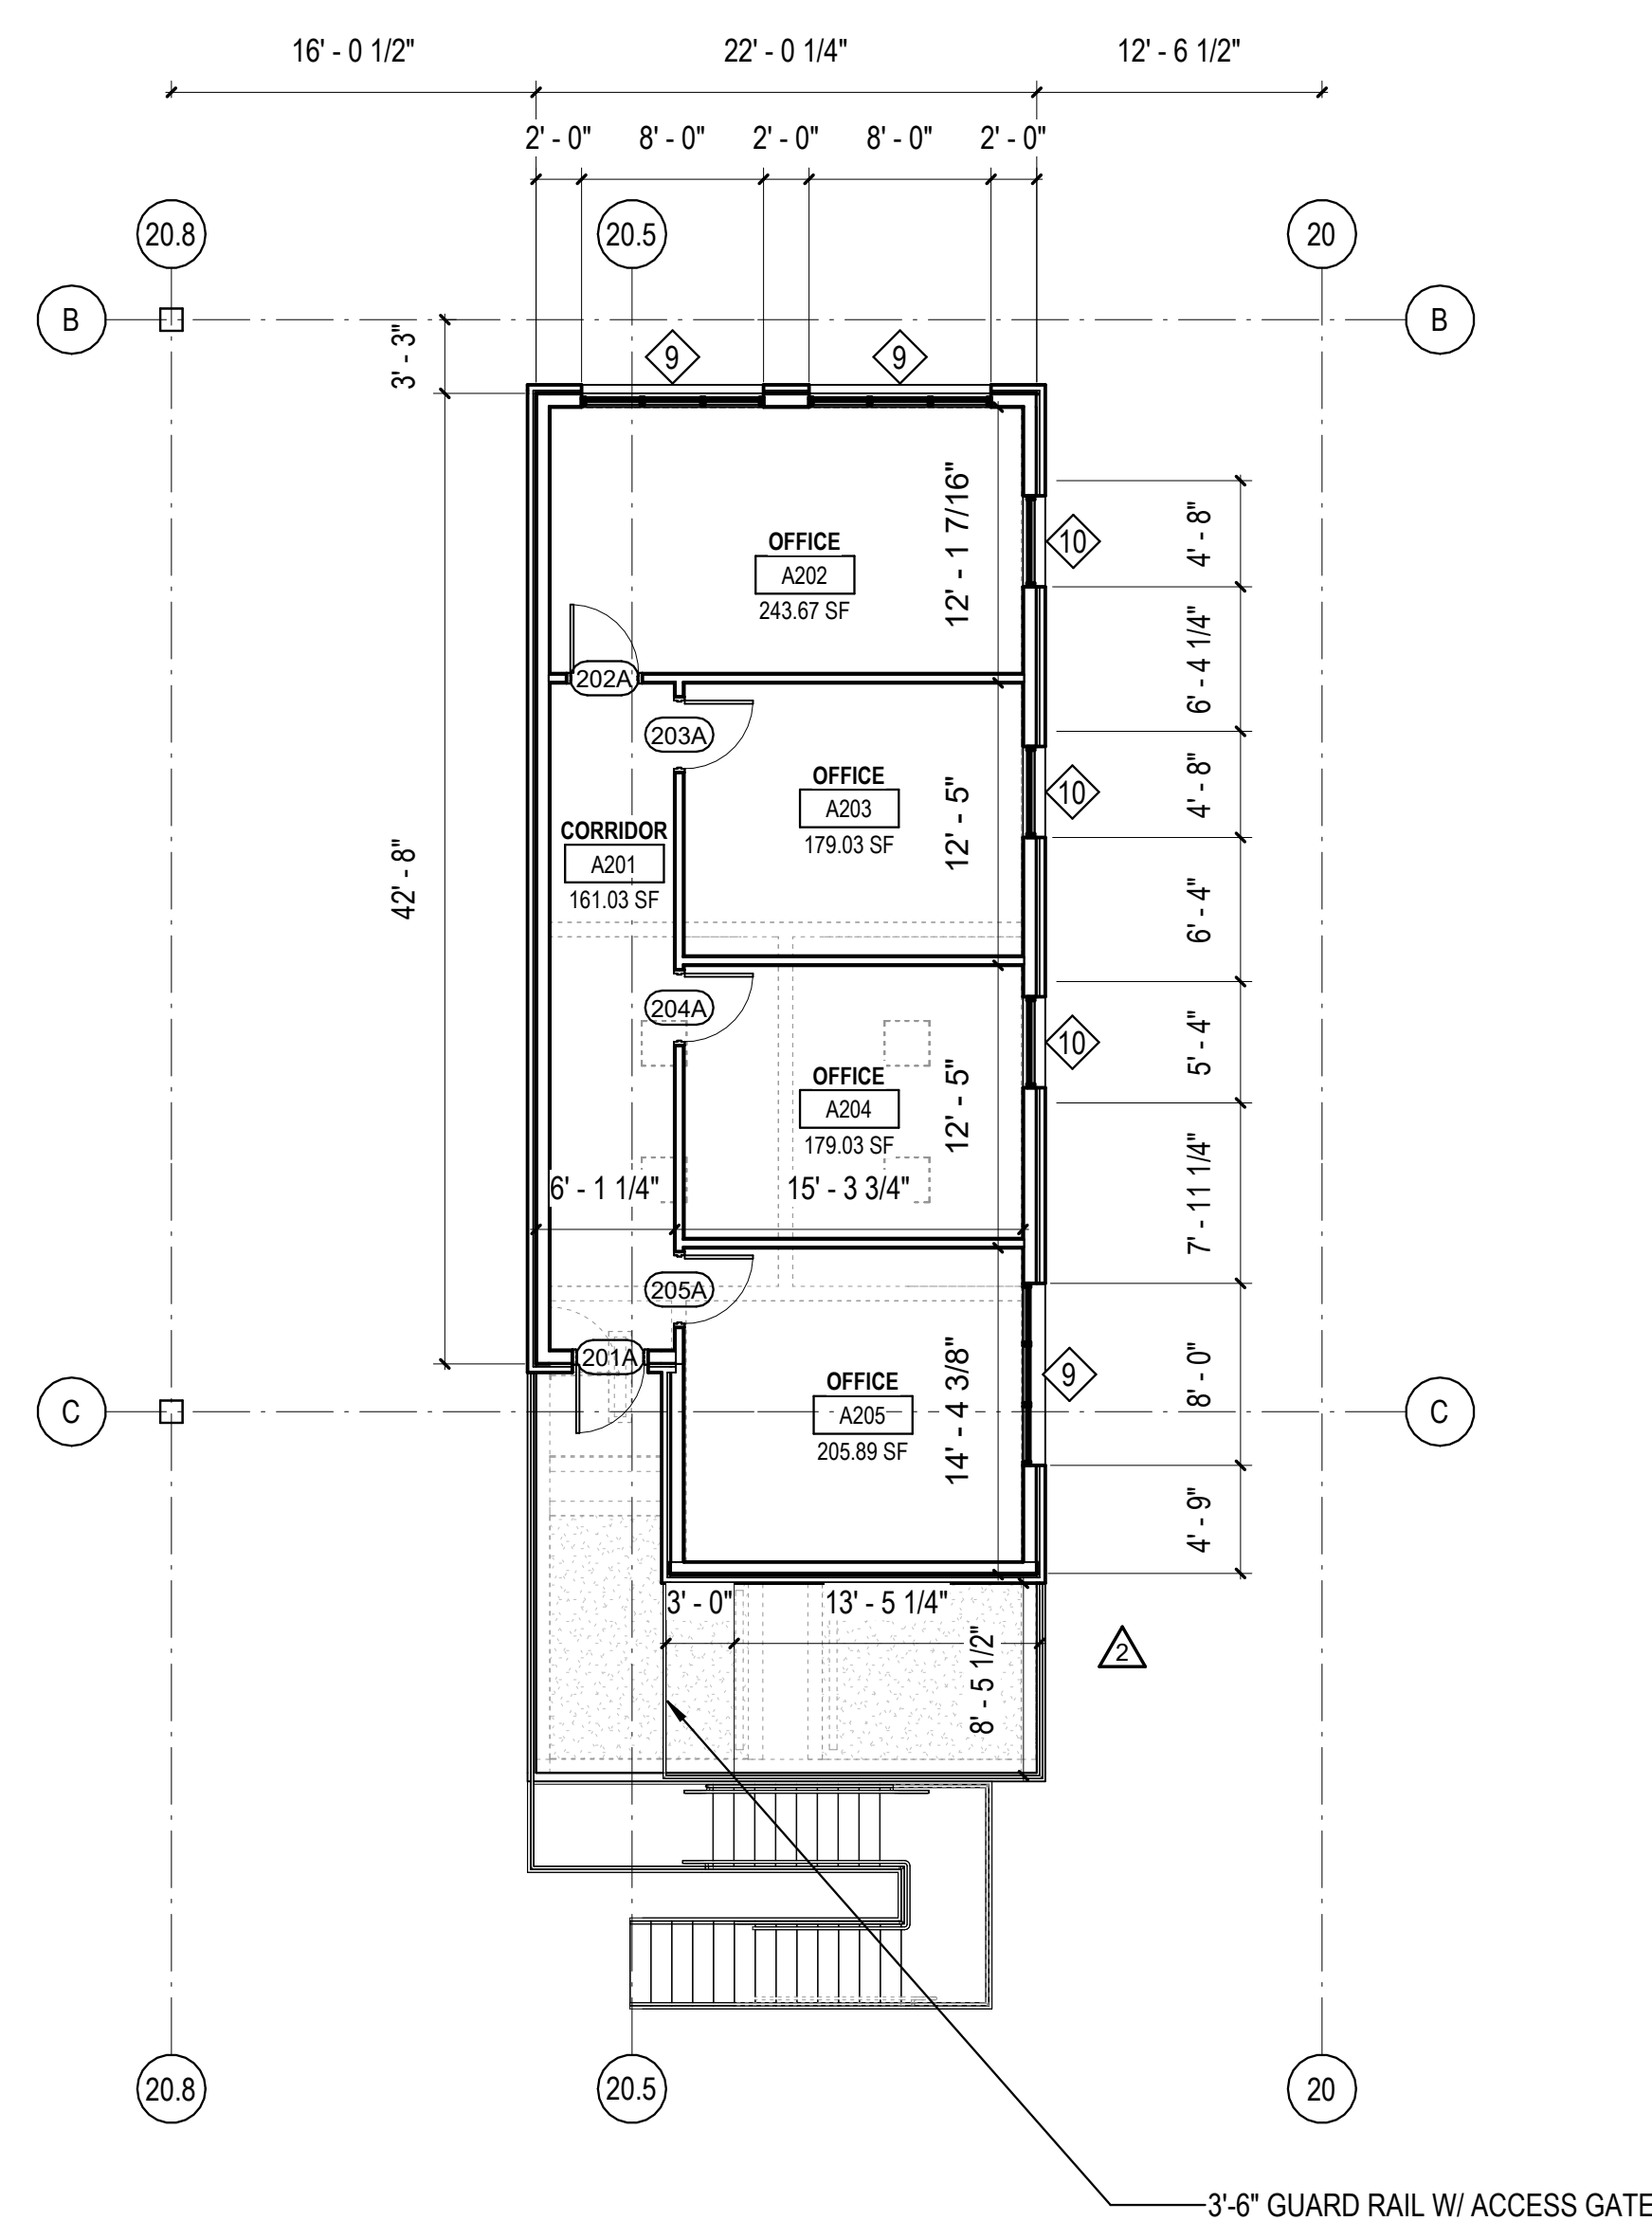 16' - 0 1/2" 22' - 0 1/4" 12' - 6 1/2"
2' - 0" 8' - 0" 2' - 0" 8' - 0" 2' - 0"
20.8 20.5 20
B B
3' - 3"
9 9
OFFICE
A202
243.67 SF
12' - 1 7/16"
10
4' - 8"
202A
6' - 4 1/4"
203A
OFFICE
A203
179.03 SF
12' - 5"
10
4' - 8"
CORRIDOR
A201
161.03 SF
42' - 8"
6' - 4"
204A
10
5' - 4"
OFFICE
A204
179.03 SF
12' - 5"
6' - 1 1/4" 15' - 3 3/4"
7' - 11 1/4"
205A
201A
OFFICE
A205
205.89 SF
14' - 4 3/8"
9
8' - 0"
C C
4' - 9"
3' - 0" 13' - 5 1/4"
8' - 5 1/2"
2
20.8 20.5 20
3'-6" GUARD RAIL W/ ACCESS GATE